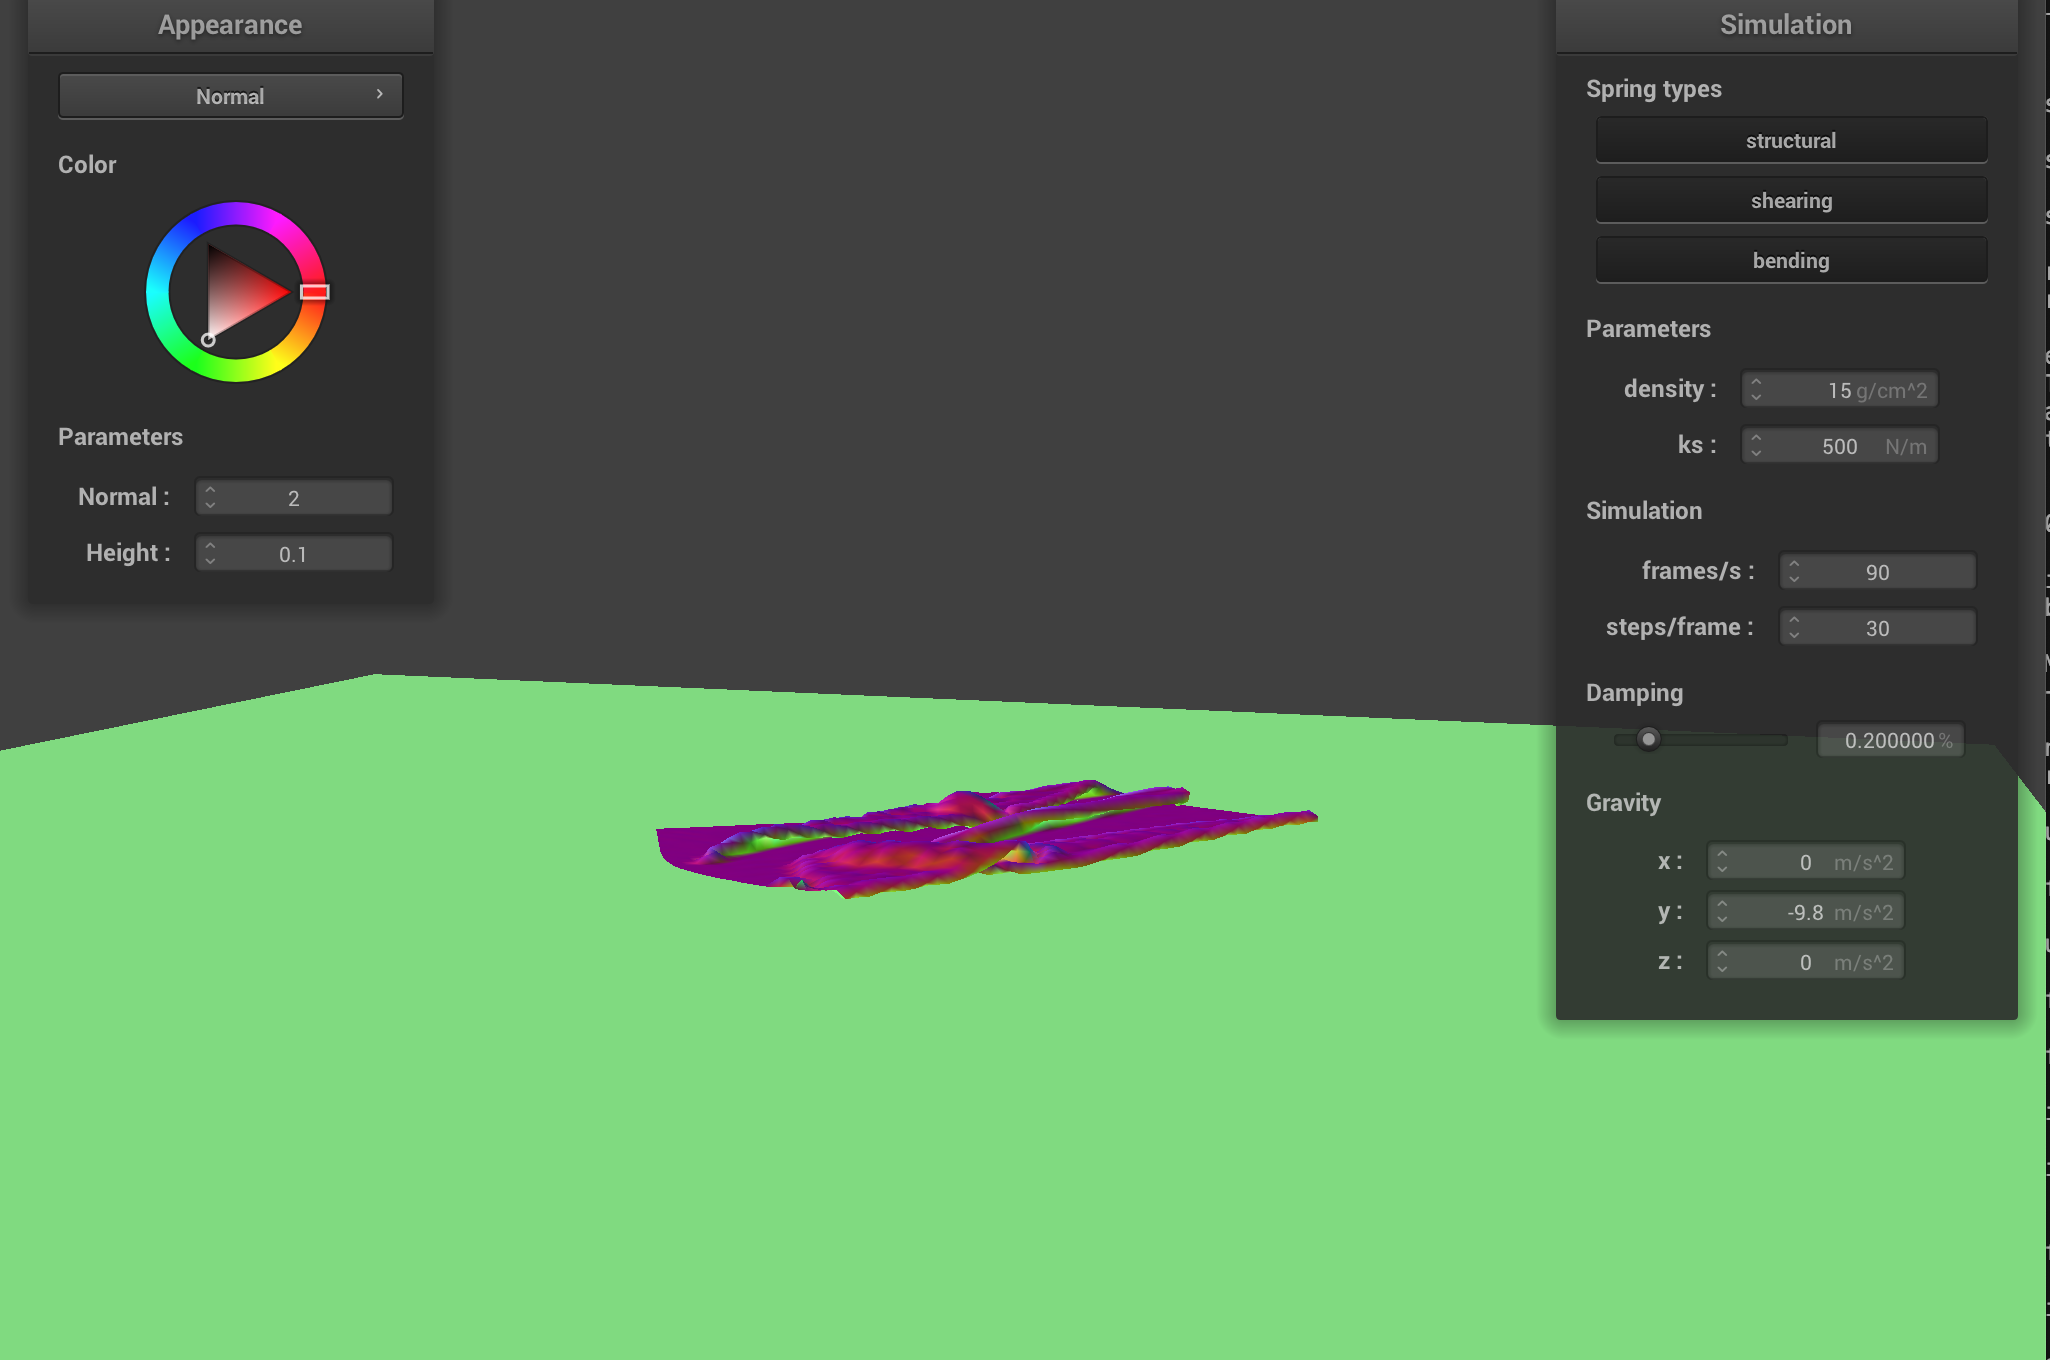 Appearance
Normal
Color
Parameters
Normal :
2
Height :
0.1
Simulation
Spring types
structural
shearing
bending
Parameters
density :
15 g/cm^2
ks :
500 N/m
Simulation
frames/s :
90
steps/frame :
30
Damping
0.200000 %
Gravity
x :
0 m/s^2
y :
-9.8 m/s^2
z :
0 m/s^2